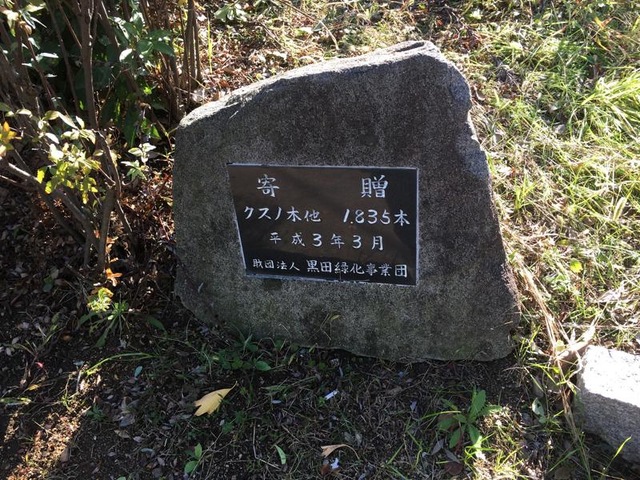 寄贈
クスノ木他 1.835本
平成3年3月
財団法人 黒田緑化事業団